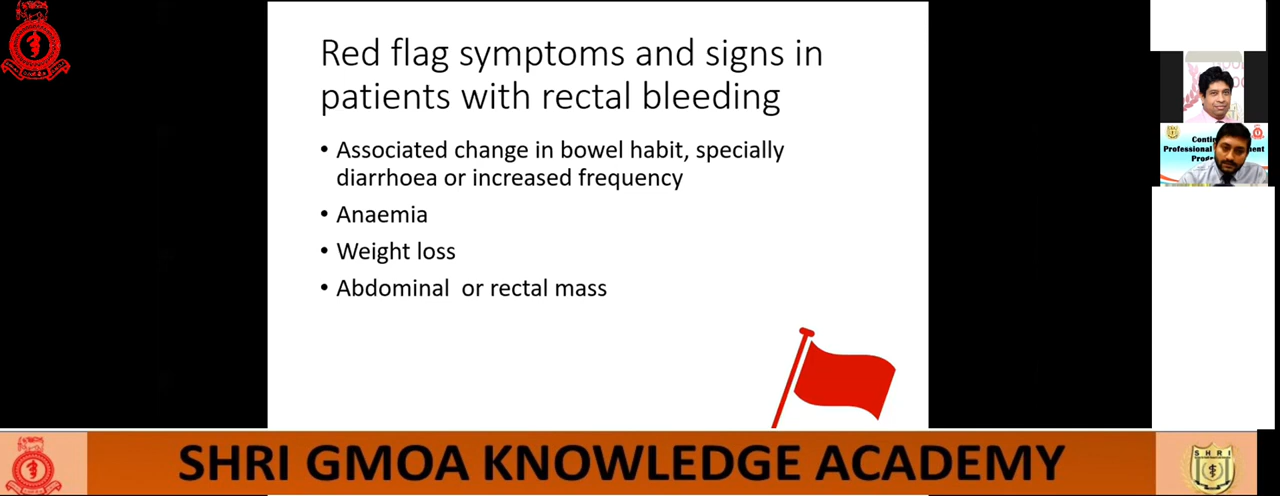 Red flag symptoms and signs in
patients with rectal bleeding
• Associated change in bowel habit, specially
diarrhoea or increased frequency
• Anaemia
• Weight loss
• Abdominal or rectal mass
SHRI GMOA KNOWLEDGE ACADEMY
SHRI